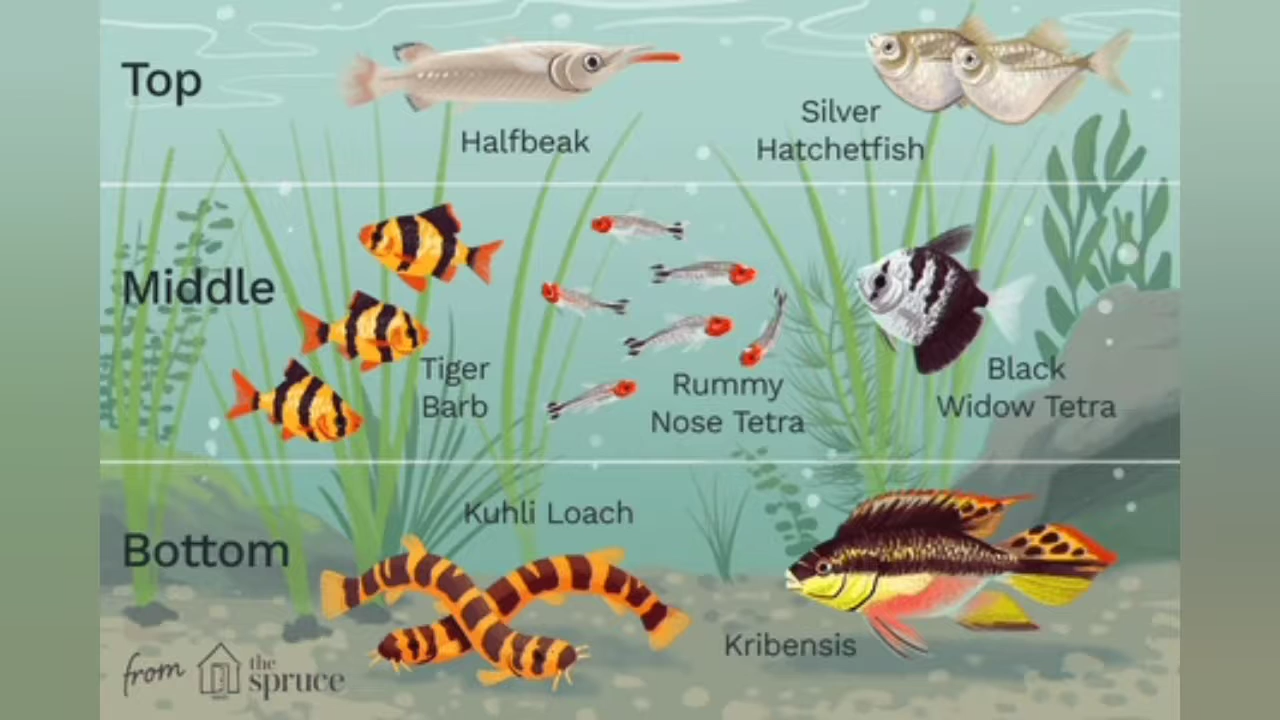 Top
Halfbeak
Silver
Hatchetfish
Middle
Tiger
Barb
Rummy
Nose Tetra
Black
Widow Tetra
Kuhli Loach
Bottom
Kribensis
from
the
spruce